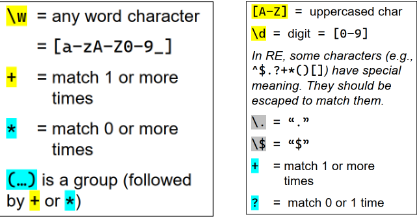 \w = any word character
= [a-zA-Z0-9_]
+ = match 1 or more
times
* = match 0 or more
times
(…) is a group (followed
by + or *)
[A-Z] = uppercased char
\d = digit = [0-9]
In RE, some characters (e.g.,
^$.?+*()[]) have special
meaning. They should be
escaped to match them.
\. = “.”
\$ = “$”
+ = match 1 or more
times
? = match 0 or 1 time